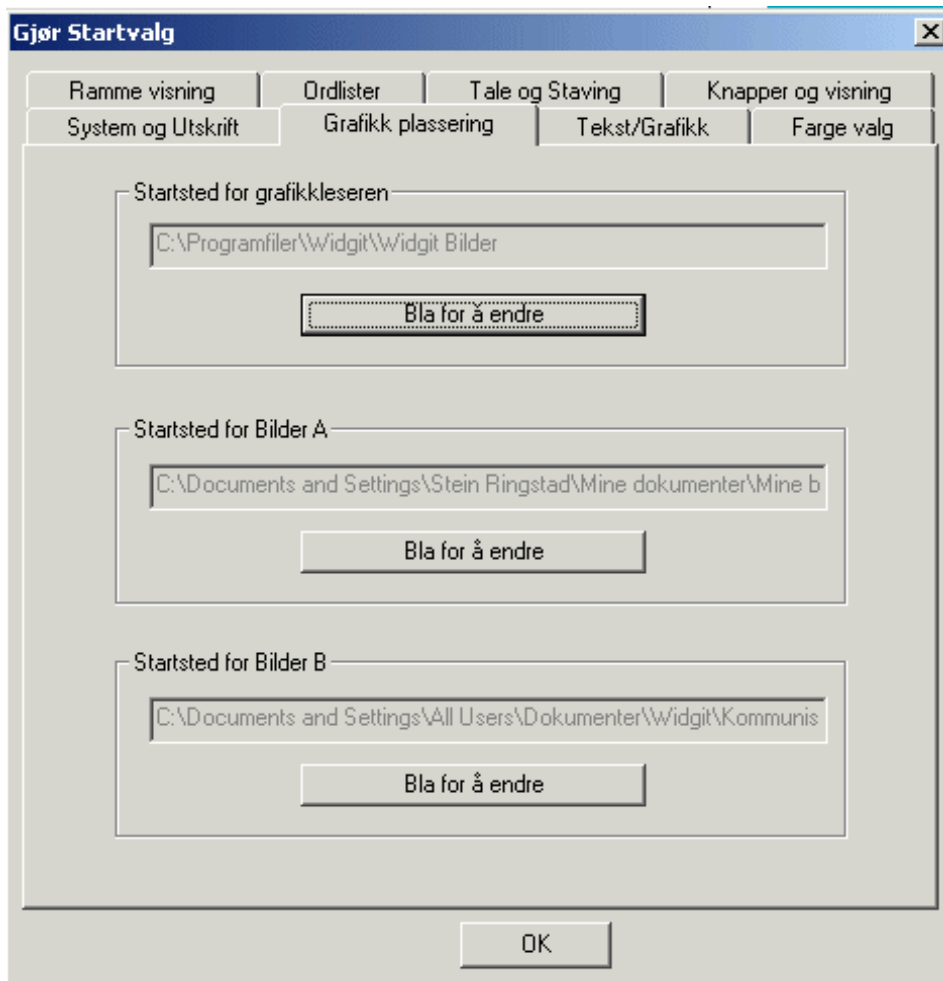 Gjør Startvalg
Ramme visning Ordlister Tale og Staving Knapper og visning
System og Utskrift Grafikk plassering Tekst/Grafikk Farge valg
Startsted for grafikkleseren
C:\Programfiler\Widgit\Widgit Bilder
Bla for å endre
Startsted for Bilder A
C:\Documents and Settings\Stein Ringstad\Mine dokumenter\Mine b
Bla for å endre
Startsted for Bilder B
C:\Documents and Settings\All Users\Dokumenter\Widgit\Kommunis
Bla for å endre
OK